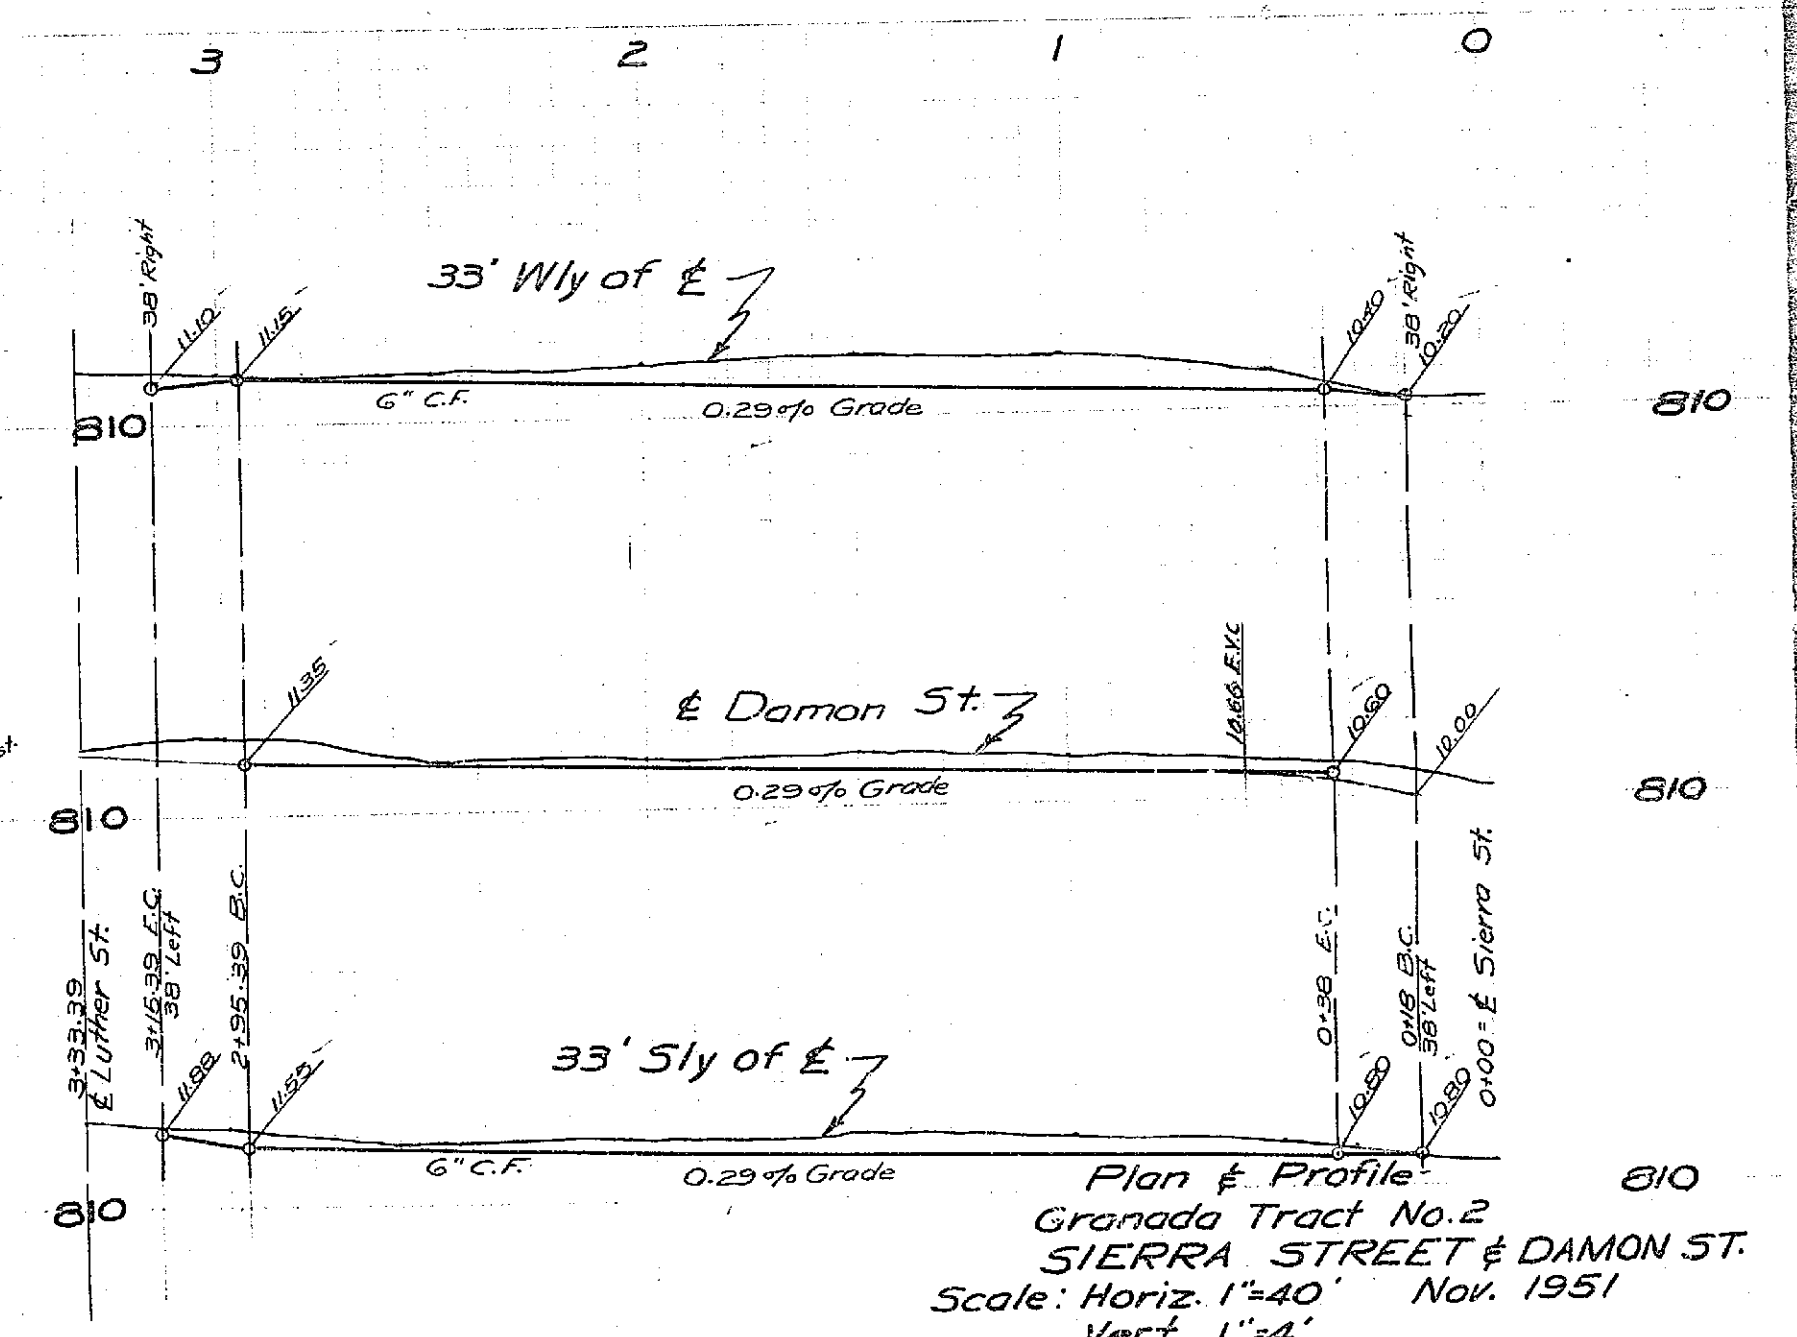 3 2 1 0
38' Right
11.10
11.15
33' Wly of ℄
10.40
38' Right
10.20
6" C.F.
0.29% Grade
810
810
11.35
℄ Damon St.
10.66 E.V.C
10.60
10.00
0.29% Grade
810
810
3+33.39
℄ Luther St.
3+15.39 E.C.
38' Left
2+95.39 B.C.
0+38 E.C.
0+18 B.C.
38' Left
0+00 = ℄ Sierra St.
11.88
11.55
33' Sly of ℄
10.80
10.80
6" C.F.
0.29% Grade
810
810
Plan & Profile
Granada Tract No.2
SIERRA STREET & DAMON ST.
Scale: Horiz. 1"=40' Nov. 1951
Vert. 1"=4'